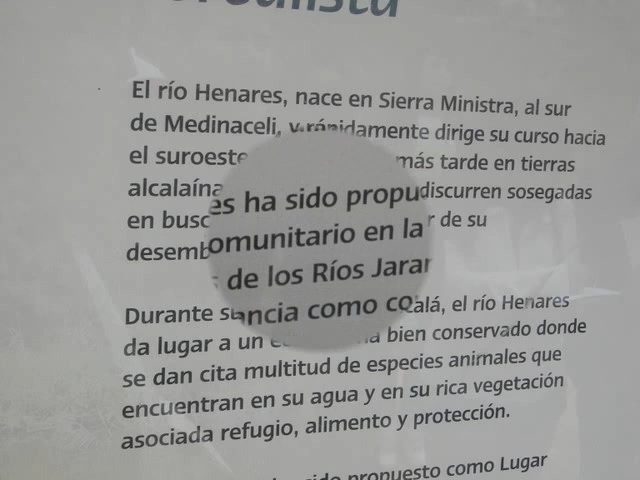 El río Henares, nace en Sierra Ministra, al sur
de Medinaceli, y rápidamente dirige su curso hacia
el suroeste más tarde en tierras
alcalaína discurren sosegadas
es ha sido propu
en busc r de su
omunitario en la
desemb
de los Ríos Jarar
Durante su alá, el río Henares
ancia como co
da lugar a un bien conservado donde
se dan cita multitud de especies animales que
encuentran en su agua y en su rica vegetación
asociada refugio, alimento y protección.
sido propuesto como Lugar